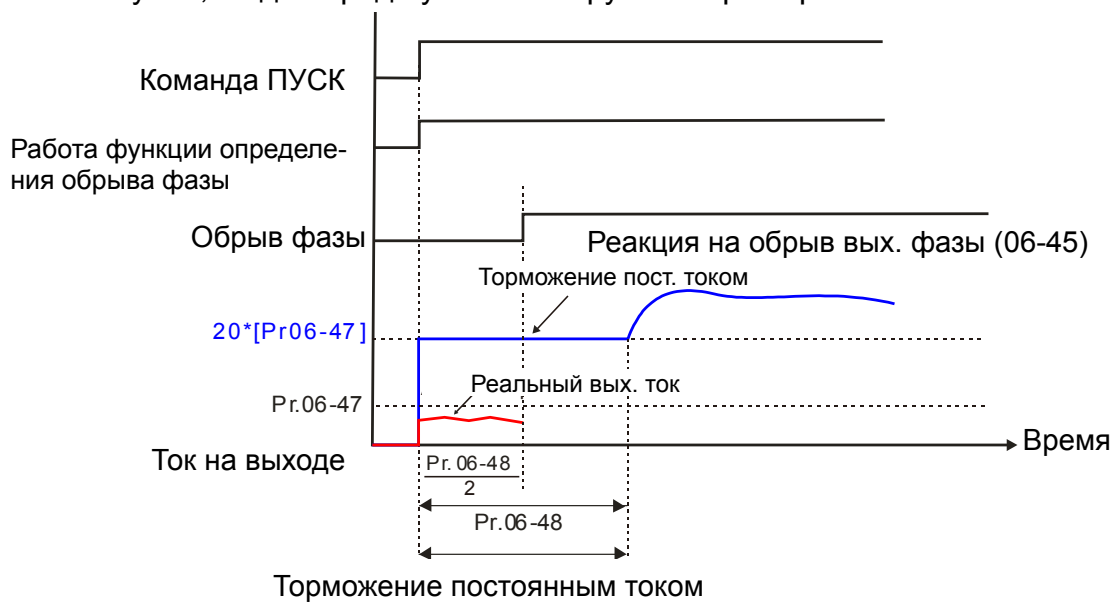 Команда ПУСК
Работа функции определе-
ния обрыва фазы
Обрыв фазы
Реакция на обрыв вых. фазы (06-45)
Торможение пост. током
20*[Pr06-47]
Реальный вых. ток
Pr.06-47
Время
Ток на выходе
Pr. 06-48
2
Pr.06-48
Торможение постоянным током